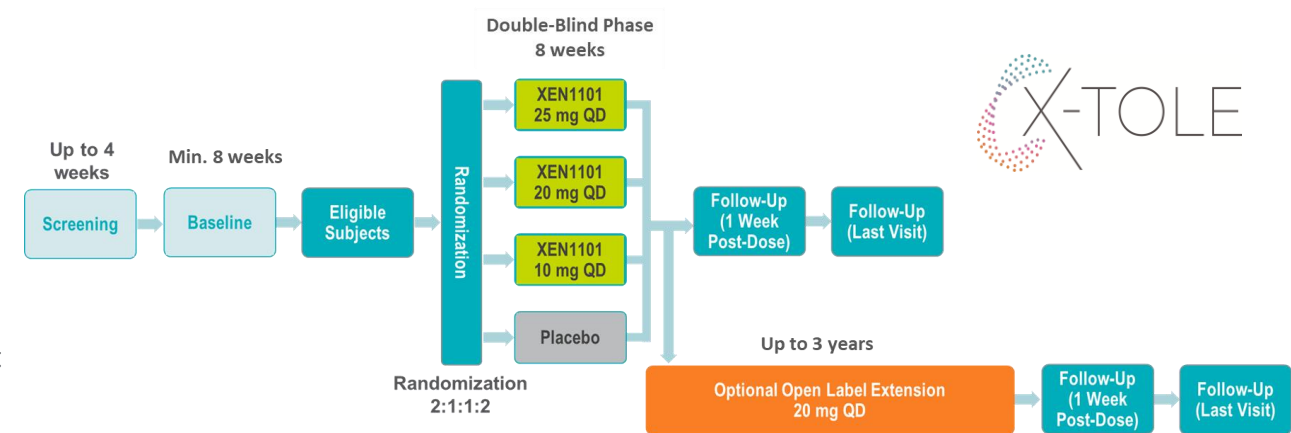 Double-Blind Phase
8 weeks
X-TOLE
XEN1101
25 mg QD
Up to 4
weeks
Min. 8 weeks
Screening
Baseline
Eligible
Subjects
Randomization
XEN1101
20 mg QD
XEN1101
10 mg QD
Placebo
Follow-Up
(1 Week
Post-Dose)
Follow-Up
(Last Visit)
Randomization
2:1:1:2
Up to 3 years
Optional Open Label Extension
20 mg QD
Follow-Up
(1 Week
Post-Dose)
Follow-Up
(Last Visit)